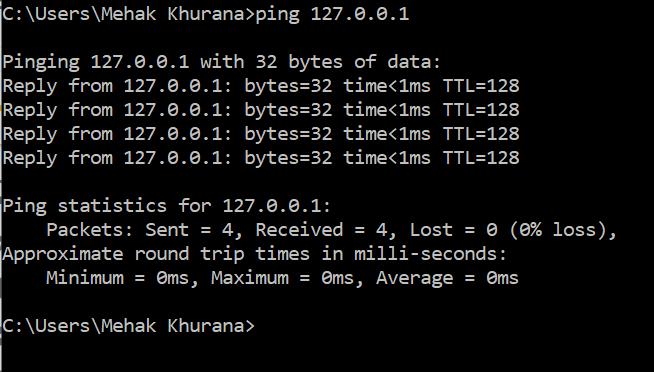 C:\Users\Mehak Khurana>ping 127.0.0.1
Pinging 127.0.0.1 with 32 bytes of data:
Reply from 127.0.0.1: bytes=32 time<1ms TTL=128
Reply from 127.0.0.1: bytes=32 time<1ms TTL=128
Reply from 127.0.0.1: bytes=32 time<1ms TTL=128
Reply from 127.0.0.1: bytes=32 time<1ms TTL=128
Ping statistics for 127.0.0.1:
    Packets: Sent = 4, Received = 4, Lost = 0 (0% loss),
Approximate round trip times in milli-seconds:
    Minimum = 0ms, Maximum = 0ms, Average = 0ms
C:\Users\Mehak Khurana>